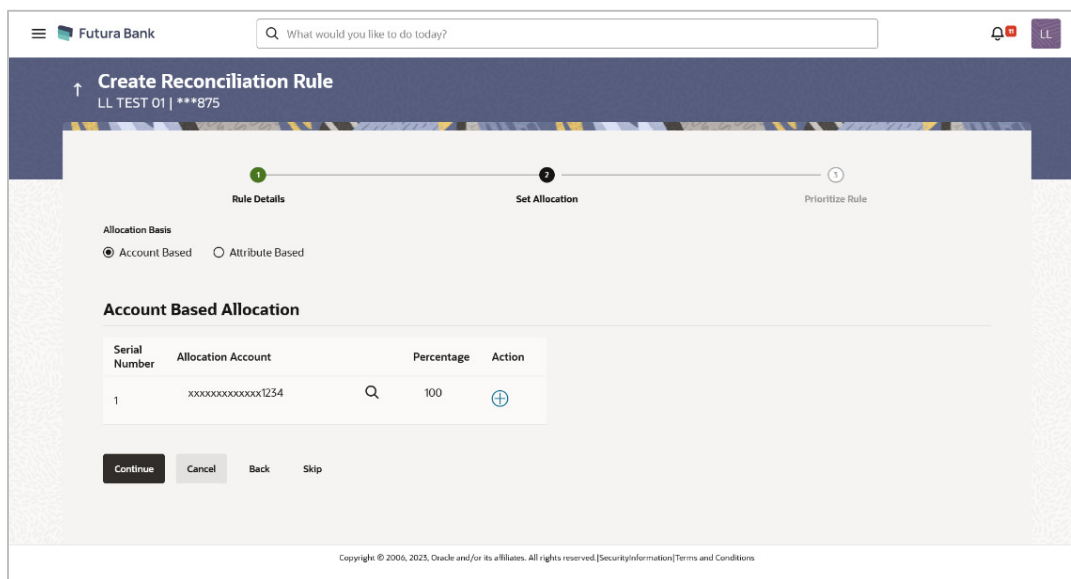 Futura Bank
What would you like to do today?
11
LL
Create Reconciliation Rule
LL TEST 01 | ***875
1
2
3
Rule Details
Set Allocation
Prioritize Rule
Allocation Basis
Account Based
Attribute Based
Account Based Allocation
Serial Number
Allocation Account
Percentage
Action
1
xxxxxxxxxxxxx1234
100
Continue
Cancel
Back
Skip
Copyright © 2006, 2023, Oracle and/or its affiliates. All rights reserved.|SecurityInformation|Terms and Conditions